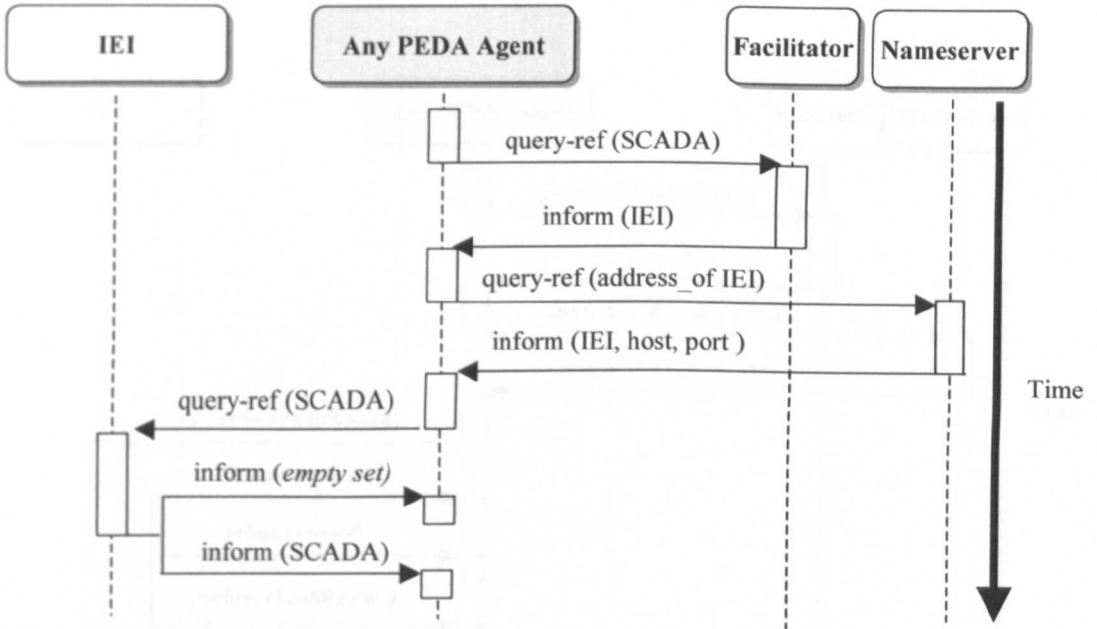 IEI
Any PEDA Agent
Facilitator
Nameserver
query-ref (SCADA)
inform (IEI)
query-ref (address_of IEI)
inform (IEI, host, port )
Time
query-ref (SCADA)
inform (empty set)
inform (SCADA)